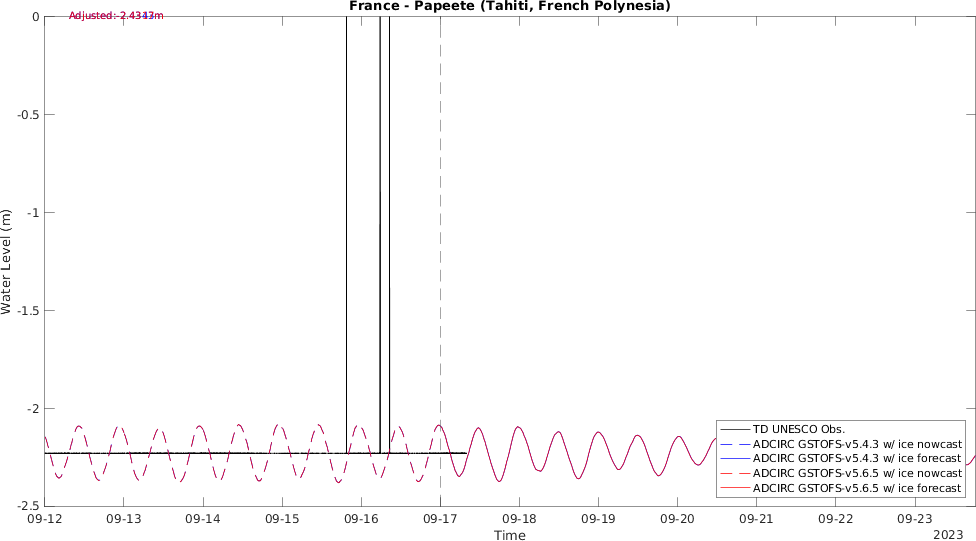 France - Papeete (Tahiti, French Polynesia)
Water Level (m)
0
-0.5
-1
-1.5
-2
-2.5
TD UNESCO Obs.
ADCIRC GSTOFS-v5.4.3 w/ ice nowcast
ADCIRC GSTOFS-v5.4.3 w/ ice forecast
ADCIRC GSTOFS-v5.6.5 w/ ice nowcast
ADCIRC GSTOFS-v5.6.5 w/ ice forecast
09-12 09-13 09-14 09-15 09-16 09-17 09-18 09-19 09-20 09-21 09-22 09-23
Time
2023
Adjusted: